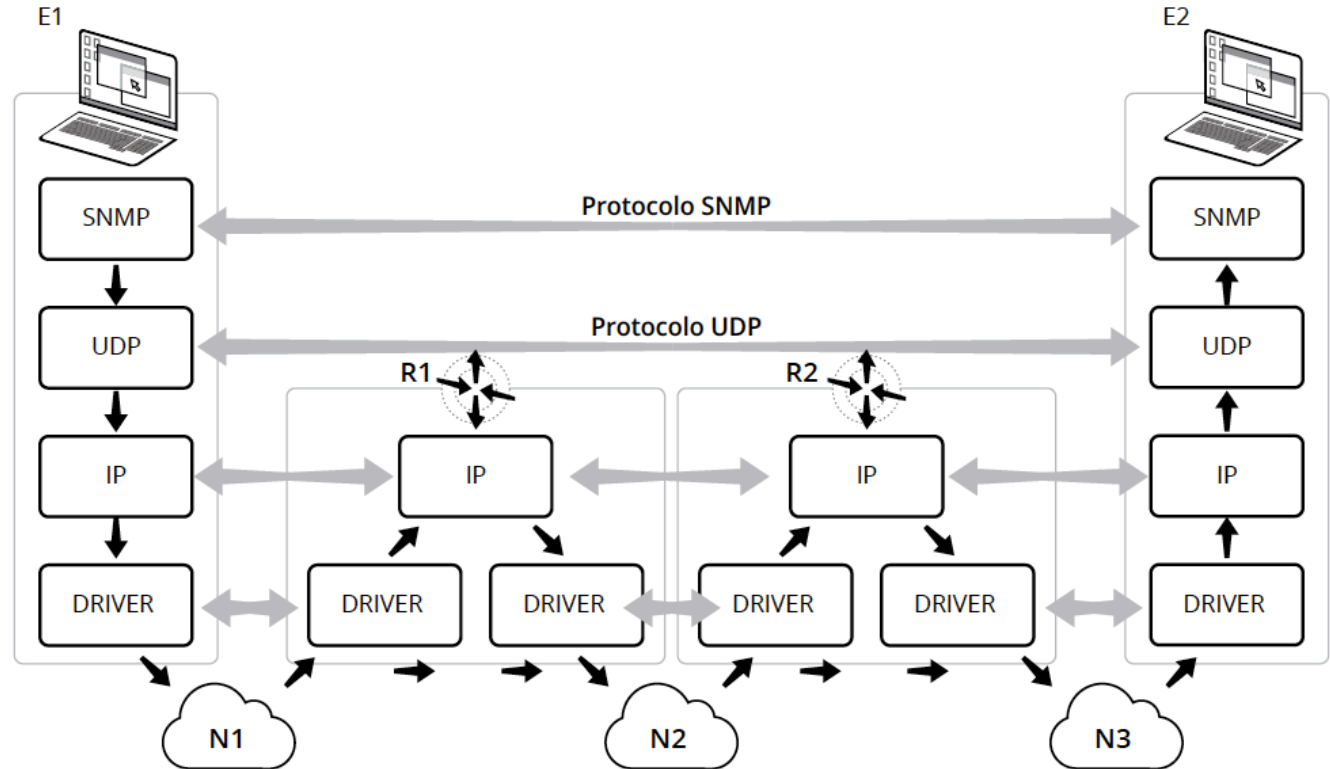 E1
E2
SNMP
Protocolo SNMP
SNMP
UDP
Protocolo UDP
UDP
R1
R2
IP
IP
IP
IP
DRIVER
DRIVER
DRIVER
DRIVER
DRIVER
DRIVER
N1
N2
N3